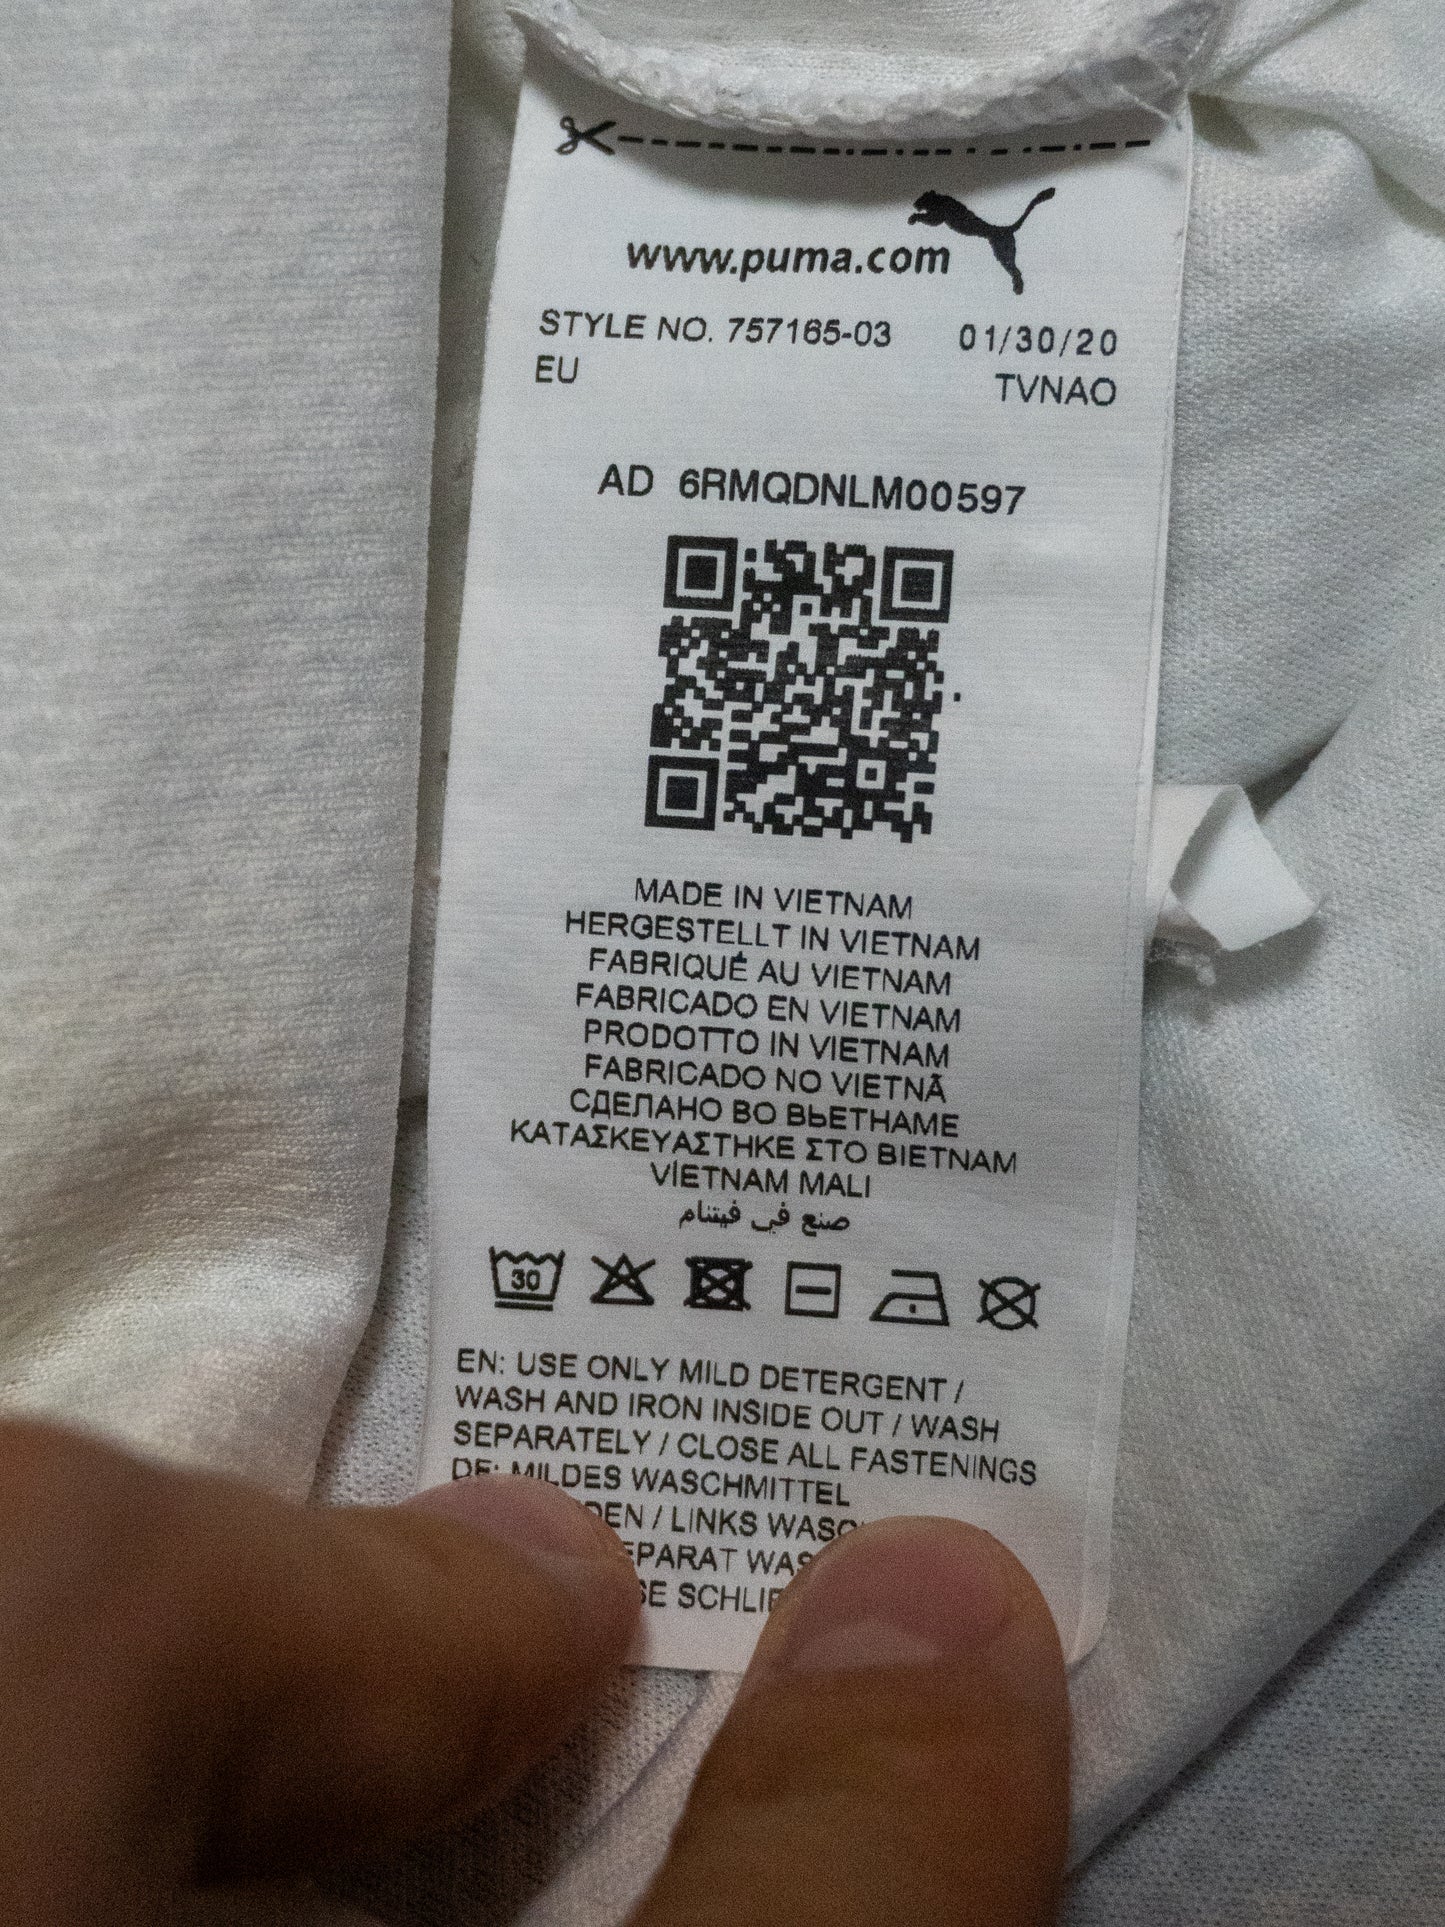 www.puma.com
STYLE NO. 757165-03 01/30/20
EU TVNAO
AD 6RMQDNLM00597
MADE IN VIETNAM
HERGESTELLT IN VIETNAM
FABRIQUÉ AU VIETNAM
FABRICADO EN VIETNAM
PRODOTTO IN VIETNAM
FABRICADO NO VIETNÃ
СДЕЛАНО ВО ВЬЕТНАМЕ
ΚΑΤΑΣΚΕΥΑΣΤΗΚΕ ΣΤΟ ΒΙΕΤΝΑΜ
VİETNAM MALI
صنع في فيتنام
30
EN: USE ONLY MILD DETERGENT /
WASH AND IRON INSIDE OUT / WASH
SEPARATELY / CLOSE ALL FASTENINGS
DE: MILDES WASCHMITTEL
/ LINKS